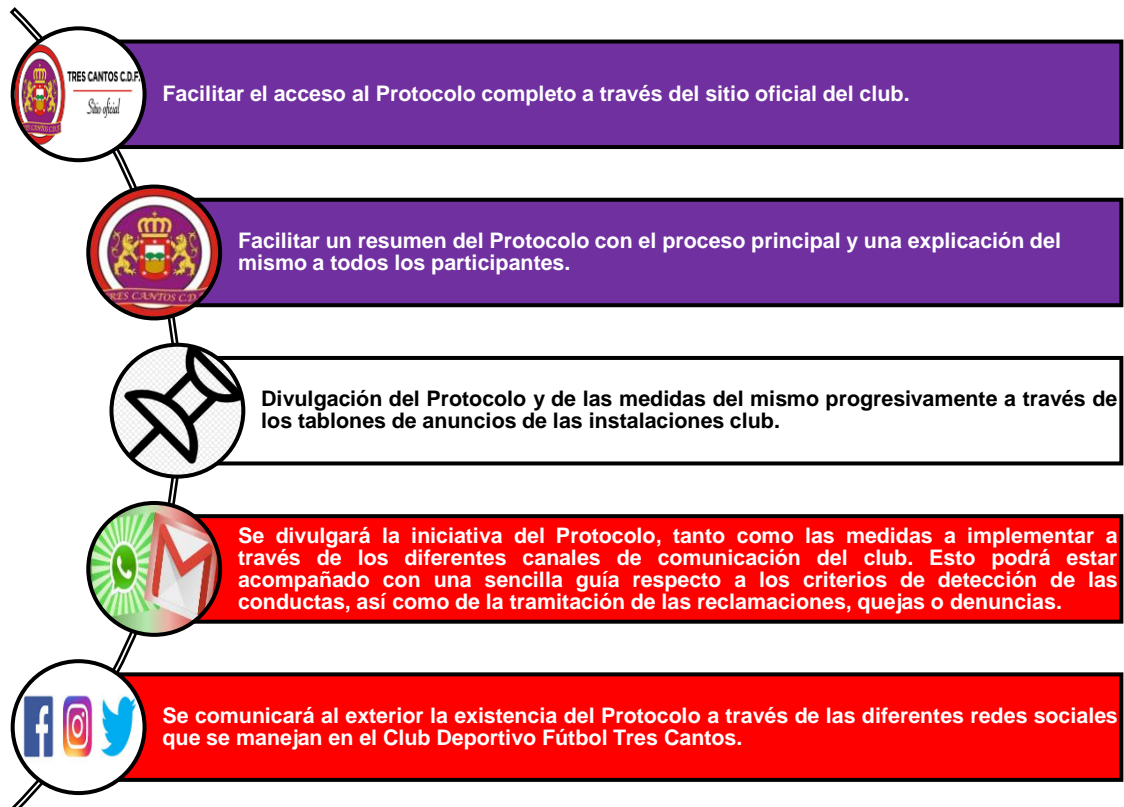 TRES CANTOS C.D.F.
Sitio oficial
Facilitar el acceso al Protocolo completo a través del sitio oficial del club.
Facilitar un resumen del Protocolo con el proceso principal y una explicación del
mismo a todos los participantes.
TRES CANTOS C.D.
Divulgación del Protocolo y de las medidas del mismo progresivamente a través de
los tablones de anuncios de las instalaciones club.
Se divulgará la iniciativa del Protocolo, tanto como las medidas a implementar a
través de los diferentes canales de comunicación del club. Esto podrá estar
acompañado con una sencilla guía respecto a los criterios de detección de las
conductas, así como de la tramitación de las reclamaciones, quejas o denuncias.
Se comunicará al exterior la existencia del Protocolo a través de las diferentes redes sociales
que se manejan en el Club Deportivo Fútbol Tres Cantos.